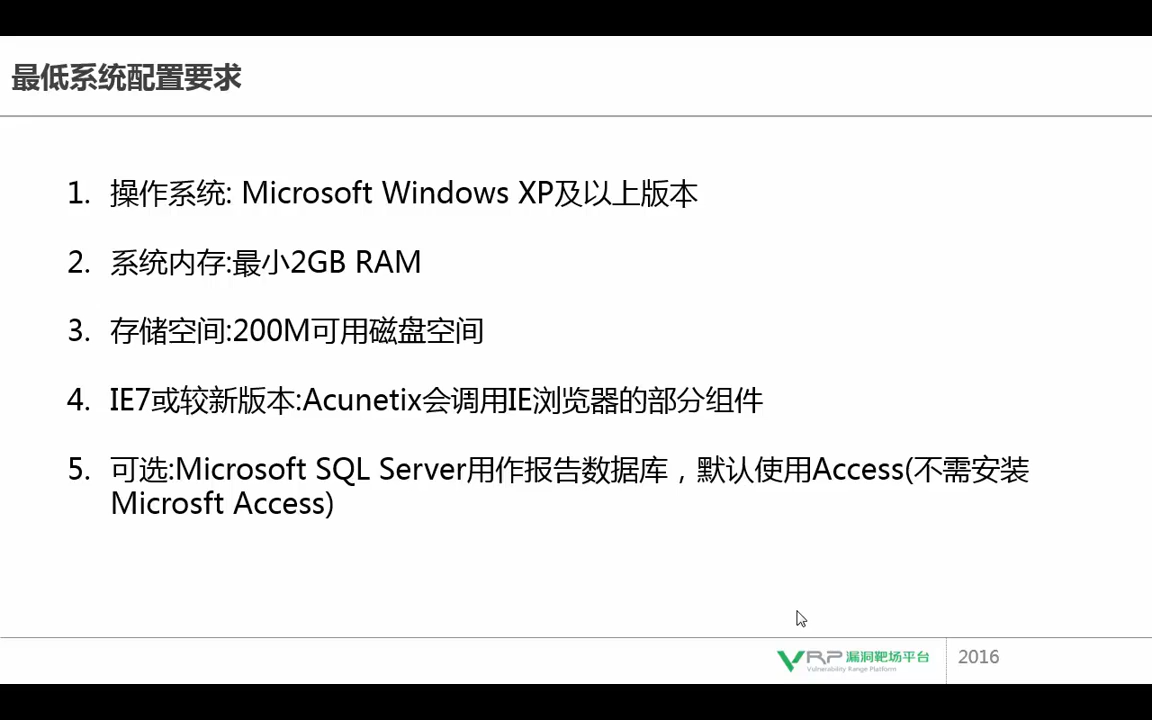 最低系统配置要求
1. 操作系统: Microsoft Windows XP及以上版本
2. 系统内存:最小2GB RAM
3. 存储空间:200M可用磁盘空间
4. IE7或较新版本:Acunetix会调用IE浏览器的部分组件
5. 可选:Microsoft SQL Server用作报告数据库，默认使用Access(不需安装
Microsft Access)
VRP 漏洞靶场平台 2016
Vulnerability Range Platform